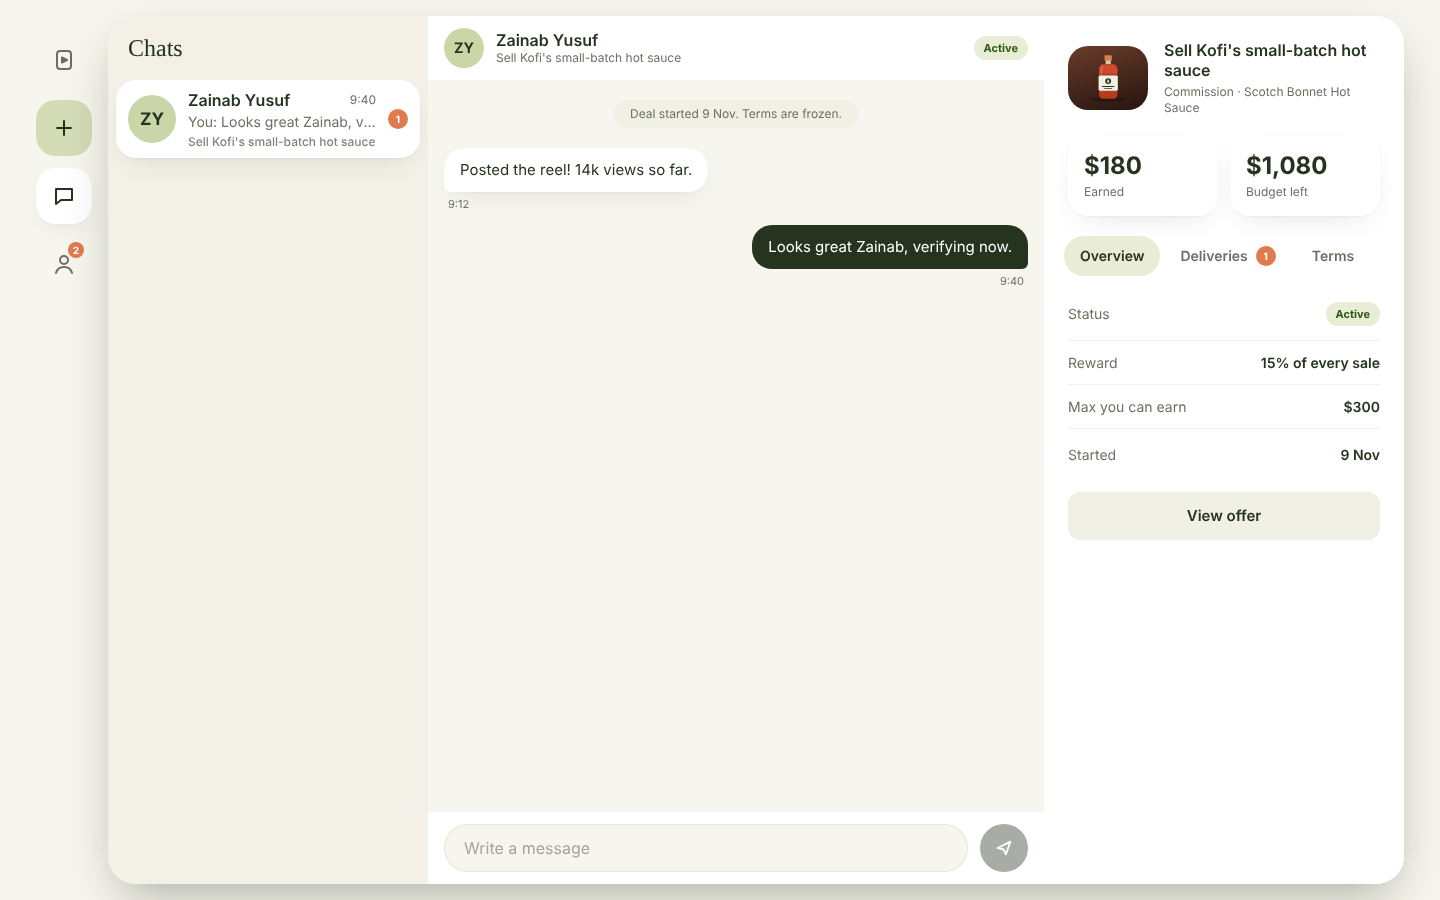 Chats
ZY
Zainab Yusuf
9:40
You: Looks great Zainab, v...
Sell Kofi's small-batch hot sauce
1
2
ZY
Zainab Yusuf
Sell Kofi's small-batch hot sauce
Active
Deal started 9 Nov. Terms are frozen.
Posted the reel! 14k views so far.
9:12
Looks great Zainab, verifying now.
9:40
Write a message
Sell Kofi's small-batch hot
sauce
Commission · Scotch Bonnet Hot
Sauce
$180
Earned
$1,080
Budget left
Overview
Deliveries 1
Terms
Status
Active
Reward
15% of every sale
Max you can earn
$300
Started
9 Nov
View offer